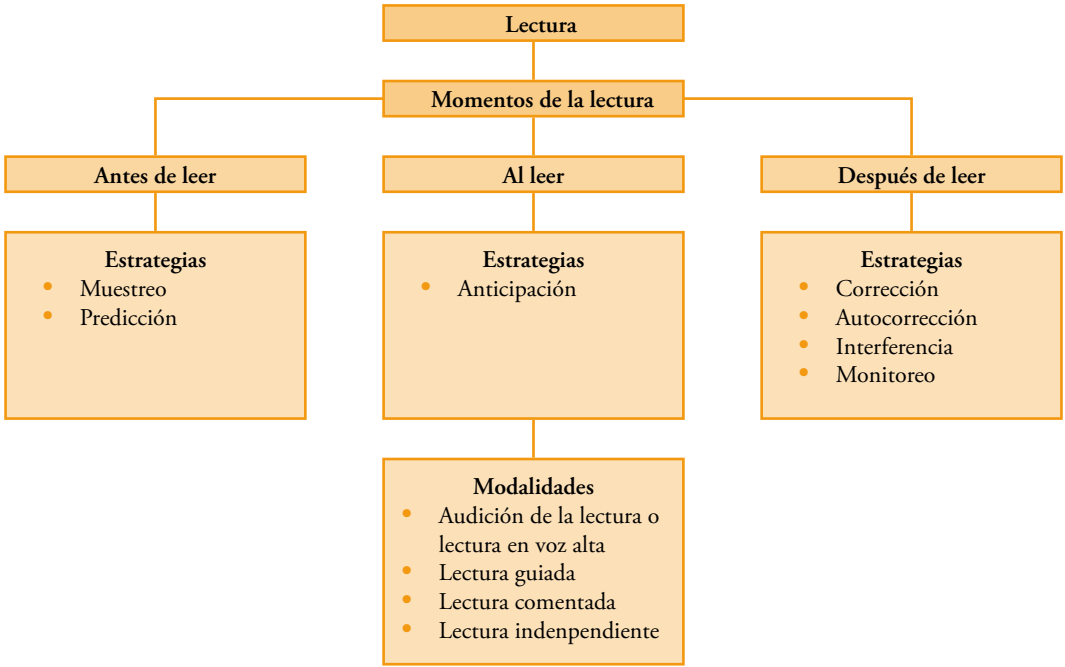 Lectura
Momentos de la lectura
Antes de leer
Estrategias
• Muestreo
• Predicción
Al leer
Estrategias
• Anticipación
Modalidades
• Audición de la lectura o
lectura en voz alta
• Lectura guiada
• Lectura comentada
• Lectura indenpendiente
Después de leer
Estrategias
• Corrección
• Autocorrección
• Interferencia
• Monitoreo